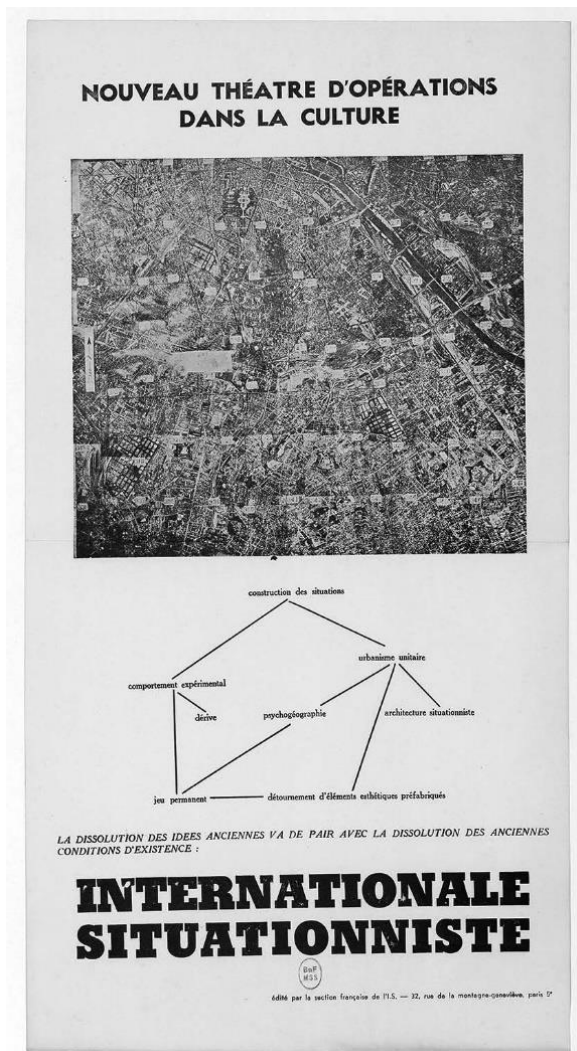 NOUVEAU THÉATRE D'OPÉRATIONS
DANS LA CULTURE
construction des situations
urbanisme unitaire
comportement expérimental
dérive
psychogéographie
architecture situationniste
jeu permanent
détournement d'éléments esthétiques préfabriqués
LA DISSOLUTION DES IDEES ANCIENNES VA DE PAIR AVEC LA DISSOLUTION DES ANCIENNES
CONDITIONS D'EXISTENCE :
INTERNATIONALE
SITUATIONNISTE
BnF
MSS
édité par la section française de l'I.S. — 32, rue de la montagne-geneviève, paris 5e